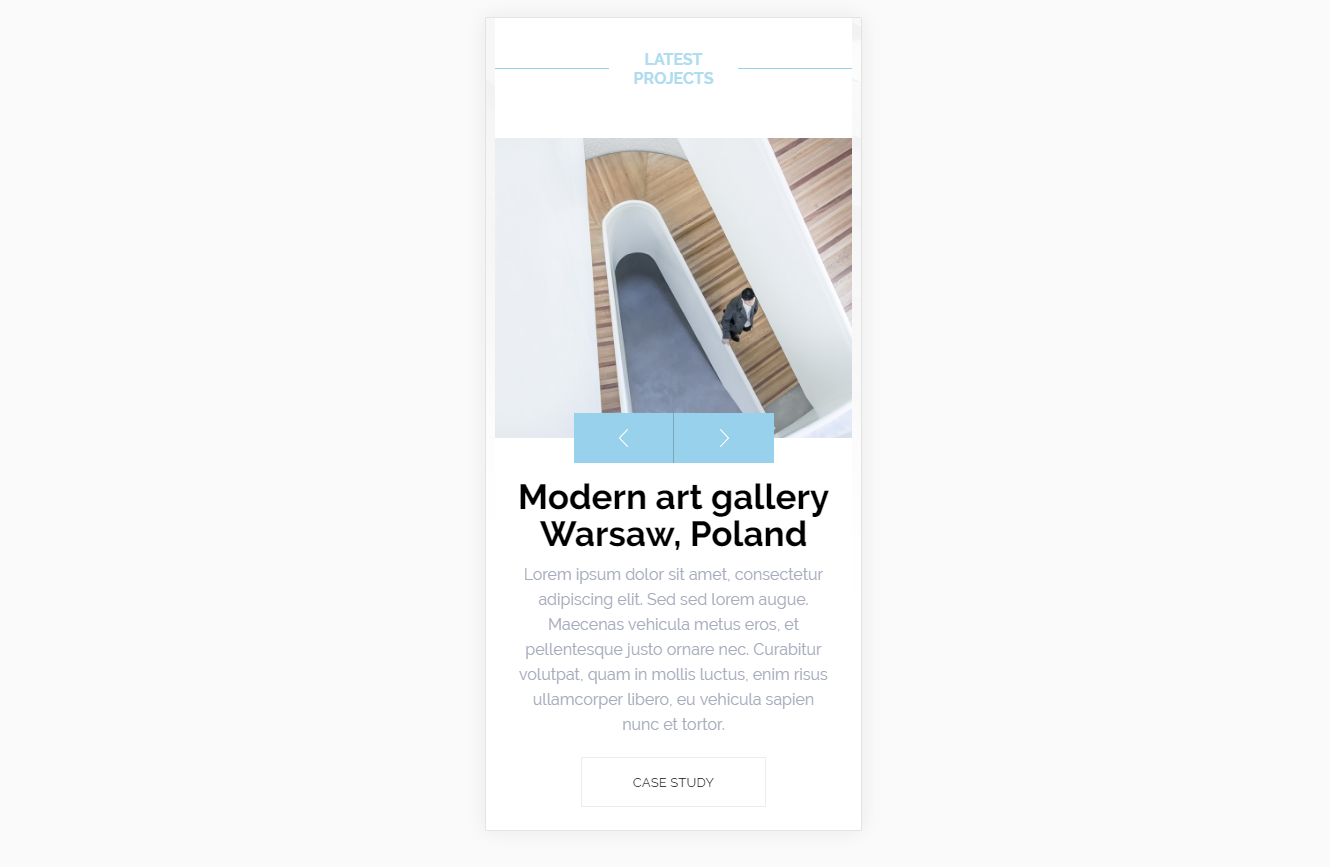 LATEST
PROJECTS
Modern art gallery
Warsaw, Poland
Lorem ipsum dolor sit amet, consectetur
adipiscing elit. Sed sed lorem augue.
Maecenas vehicula metus eros, et
pellentesque justo ornare nec. Curabitur
volutpat, quam in mollis luctus, enim risus
ullamcorper libero, eu vehicula sapien
nunc et tortor.
CASE STUDY